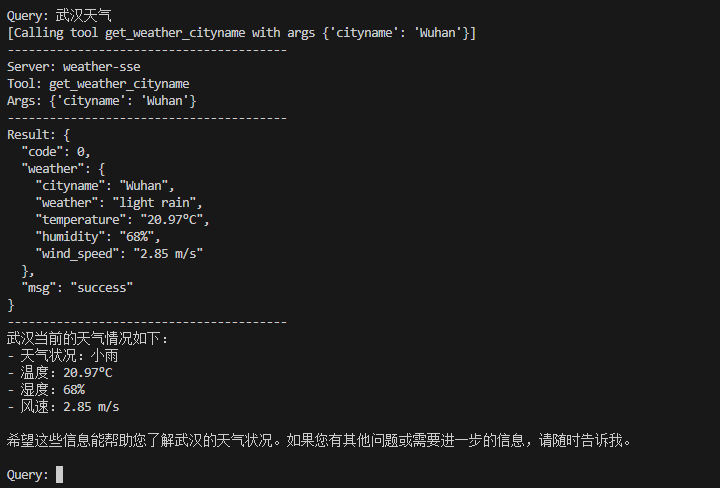 Query: 武汉天气
[Calling tool get_weather_cityname with args {'cityname': 'Wuhan'}]
----------------------------------------
Server: weather-sse
Tool: get_weather_cityname
Args: {'cityname': 'Wuhan'}
----------------------------------------
Result: {
  "code": 0,
  "weather": {
    "cityname": "Wuhan",
    "weather": "light rain",
    "temperature": "20.97°C",
    "humidity": "68%",
    "wind_speed": "2.85 m/s"
  },
  "msg": "success"
}
----------------------------------------
武汉当前的天气情况如下：
- 天气状况：小雨
- 温度：20.97°C
- 湿度：68%
- 风速：2.85 m/s

希望这些信息能帮助您了解武汉的天气状况。如果您有其他问题或需要进一步的信息，请随时告诉我。

Query: